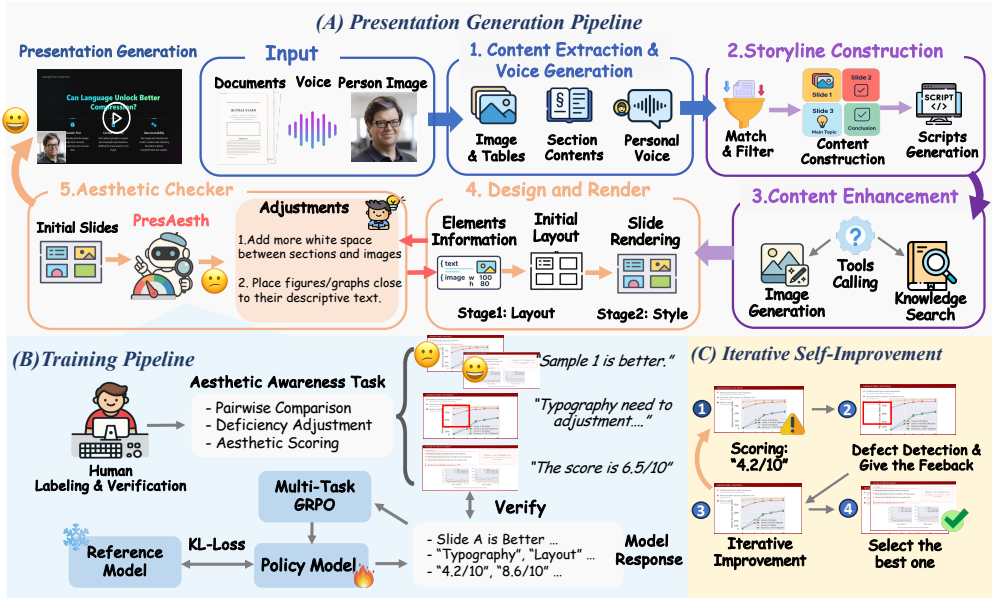 (A) Presentation Generation Pipeline
Presentation Generation
Can Language Unlock Better
Compression?
Input
Documents
Voice
Person Image
1. Content Extraction &
Voice Generation
Image
& Tables
Section
Contents
Personal
Voice
2.Storyline Construction
Match
& Filter
Slide 1
Slide 2
Slide 3
Main Topic
Conclusion
Content
Construction
SCRIPT
</>
Scripts
Generation
5.Aesthetic Checker
Initial Slides
PresAesth
Adjustments
1.Add more white space
between sections and images
2. Place figures/graphs close
to their descriptive text.
4. Design and Render
Elements
Information
{ text
{ image w h 100 80
Initial
Layout
Slide
Rendering
Stage1: Layout
Stage2: Style
3.Content Enhancement
Image
Generation
Tools
Calling
Knowledge
Search
(B)Training Pipeline
Human
Labeling & Verification
Aesthetic Awareness Task
- Pairwise Comparison
- Deficiency Adjustment
- Aesthetic Scoring
"Sample 1 is better."
"Typography need to
adjustment...."
"The score is 6.5/10"
Verify
Multi-Task
GRPO
Reference
Model
KL-Loss
Policy Model
- Slide A is Better ...
- "Typography", "Layout" ...
- "4.2/10", "8.6/10" ...
Model
Response
(C) Iterative Self-Improvement
1
Scoring:
"4.2/10"
2
Defect Detection &
Give the Feeback
3
Iterative
Improvement
4
Select the
best one